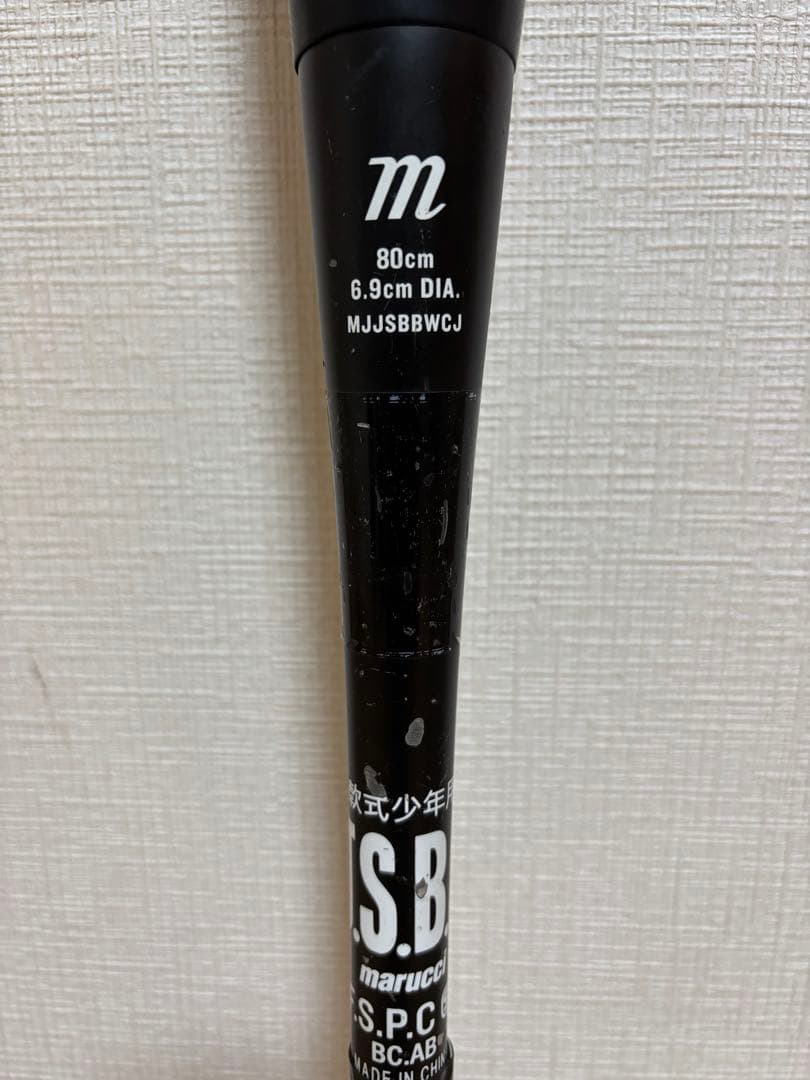 m
80cm
6.9cm DIA.
MJJSBBWCJ
軟式少年用
.S.B.
marucci
.S.P.C
BC.AB
MADE IN CHIN